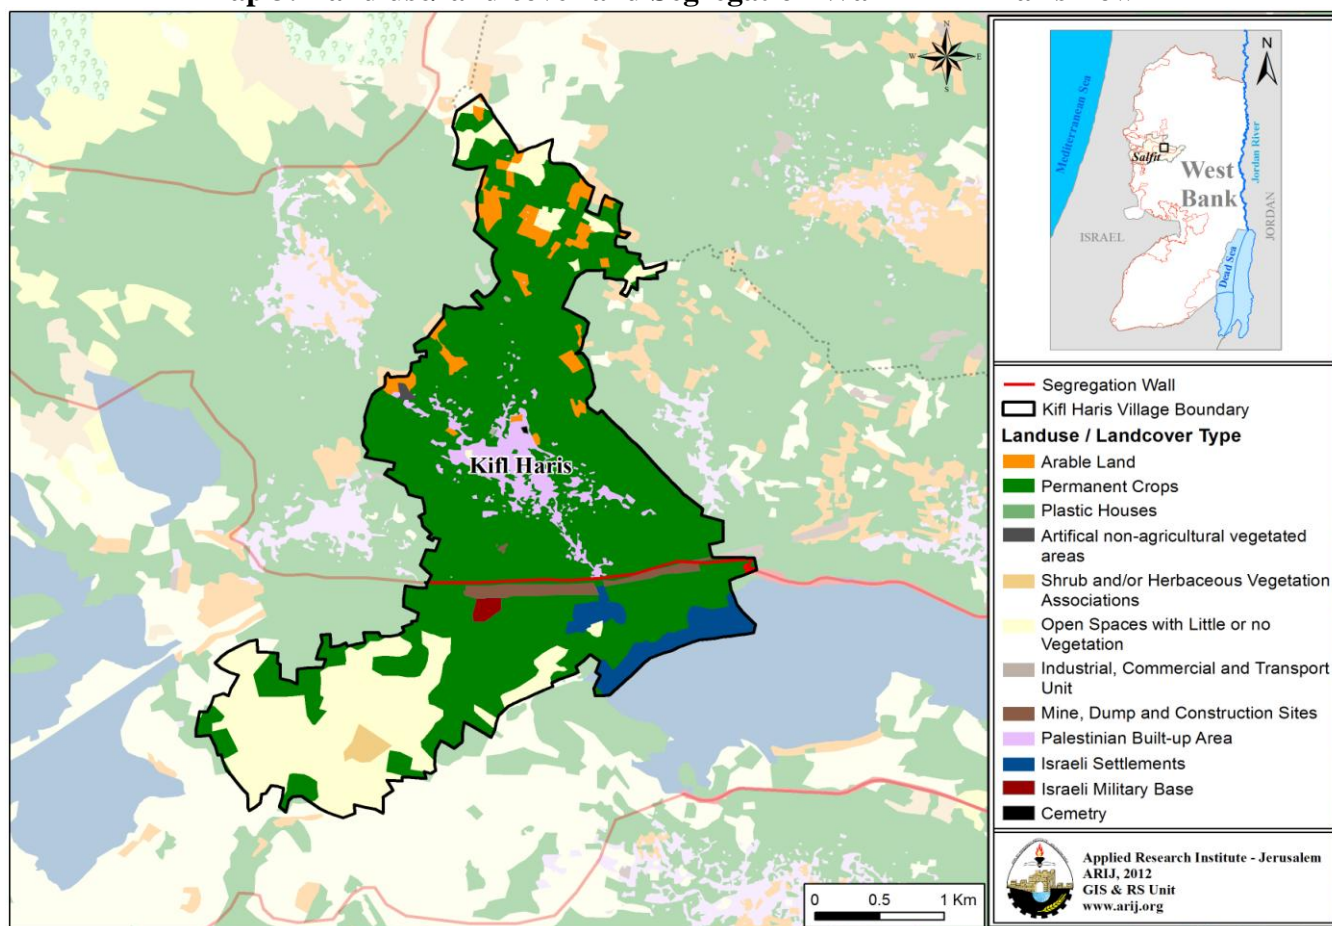 N
W E
S
Kifl Haris
0 0.5 1 Km
N
Mediterranean Sea
Salfit
West
Bank
Jordan River
JORDAN
ISRAEL
Dead Sea
Segregation Wall
Kifl Haris Village Boundary
Landuse / Landcover Type
Arable Land
Permanent Crops
Plastic Houses
Artifical non-agricultural vegetated
areas
Shrub and/or Herbaceous Vegetation
Associations
Open Spaces with Little or no
Vegetation
Industrial, Commercial and Transport
Unit
Mine, Dump and Construction Sites
Palestinian Built-up Area
Israeli Settlements
Israeli Military Base
Cemetry
Applied Research Institute - Jerusalem
ARIJ, 2012
GIS & RS Unit
www.arij.org